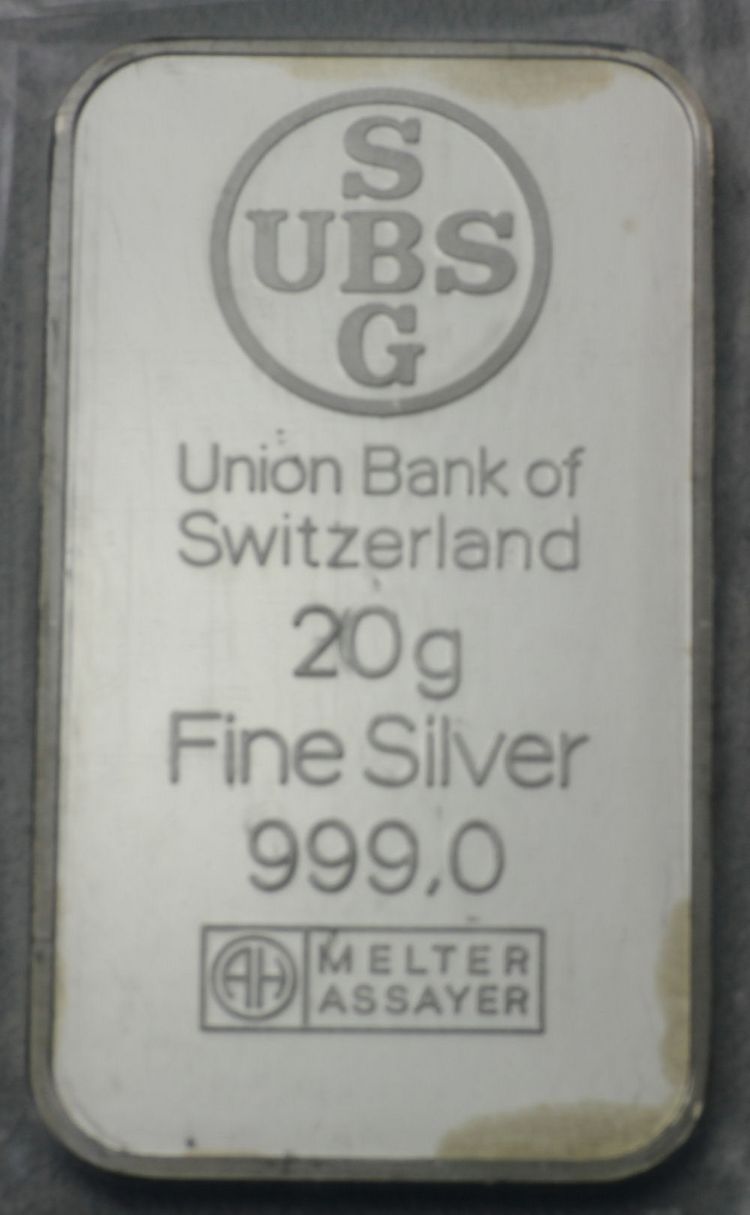 S
UBS
G
Union Bank of
Switzerland
20g
Fine Silver
999,0
AH MELTER
ASSAYER